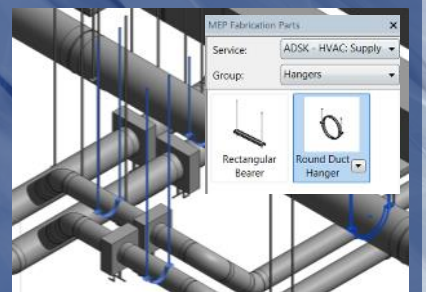 MEP Fabrication Parts
Service: ADSK - HVAC: Supply
Group: Hangers
Rectangular
Bearer
Round Duct
Hanger